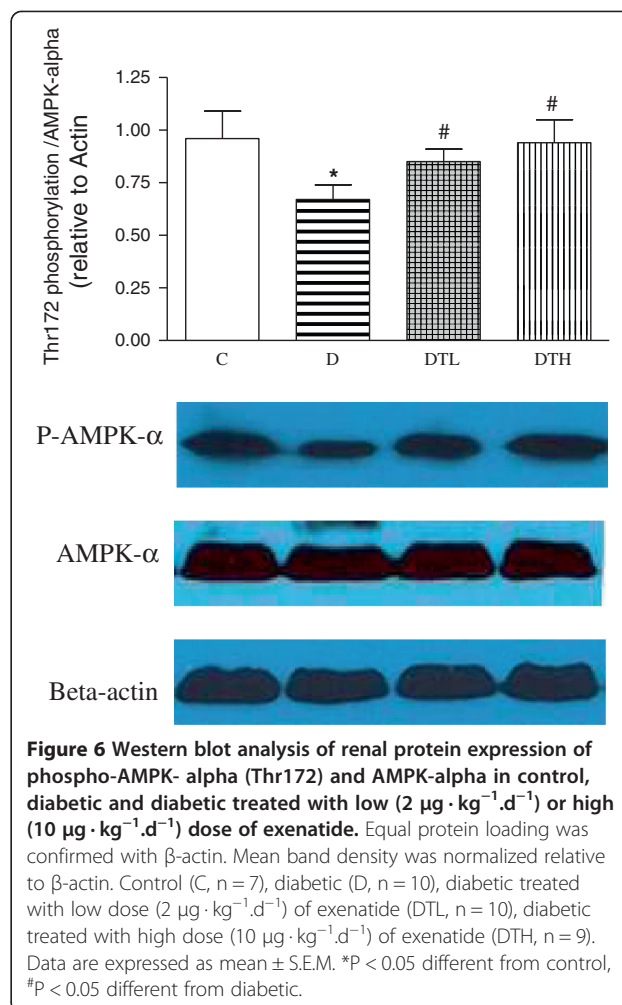 Thr172 phosphorylation /AMPK-alpha
(relative to Actin
1.25
1.00
0.75
0.50
0.25
0.00
* # #
C D DTL DTH
P-AMPK-α
AMPK-α
Beta-actin
Figure 6 Western blot analysis of renal protein expression of
phospho-AMPK- alpha (Thr172) and AMPK-alpha in control,
diabetic and diabetic treated with low (2 μg · kg⁻¹.d⁻¹) or high
(10 μg · kg⁻¹.d⁻¹) dose of exenatide. Equal protein loading was
confirmed with β-actin. Mean band density was normalized relative
to β-actin. Control (C, n = 7), diabetic (D, n = 10), diabetic treated
with low dose (2 μg · kg⁻¹.d⁻¹) of exenatide (DTL, n = 10), diabetic
treated with high dose (10 μg · kg⁻¹.d⁻¹) of exenatide (DTH, n = 9).
Data are expressed as mean ± S.E.M. *P < 0.05 different from control,
#P < 0.05 different from diabetic.